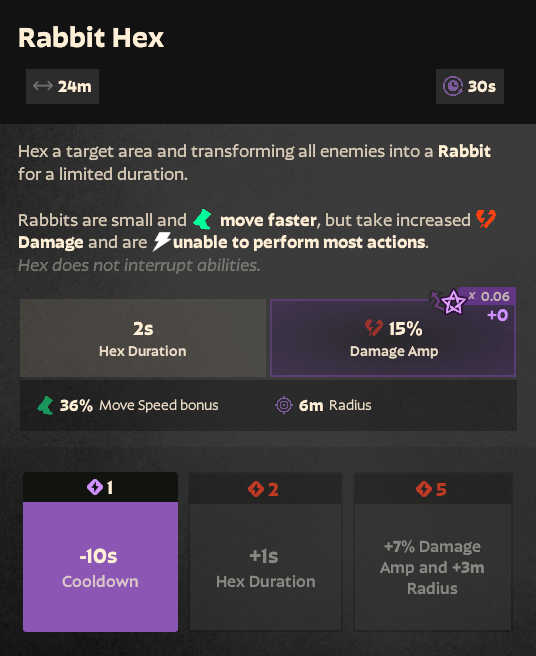 Rabbit Hex
24m
30s
Hex a target area and transforming all enemies into a Rabbit
for a limited duration.
Rabbits are small and move faster, but take increased
Damage and are unable to perform most actions.
Hex does not interrupt abilities.
x 0.06
+0
2s
Hex Duration
15%
Damage Amp
36% Move Speed bonus
6m Radius
1
-10s
Cooldown
2
+1s
Hex Duration
5
+7% Damage
Amp and +3m
Radius